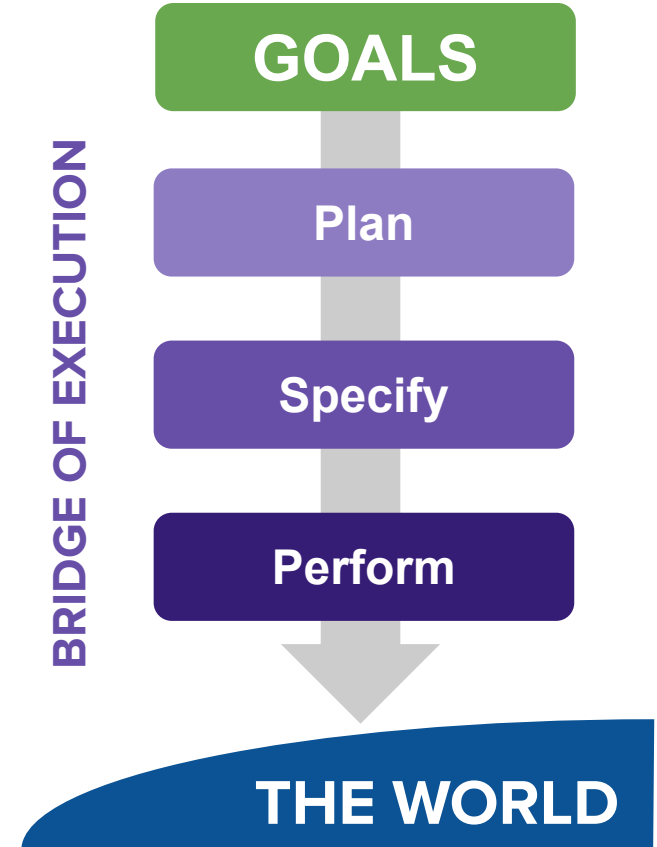 GOALS
BRIDGE OF EXECUTION
Plan
Specify
Perform
THE WORLD